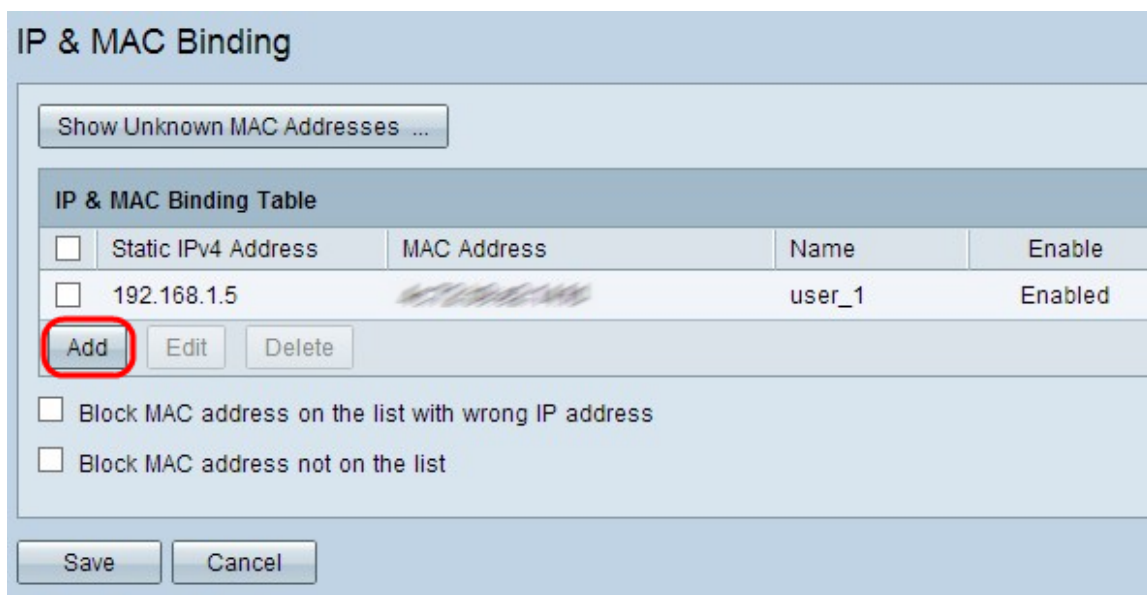 IP & MAC Binding
Show Unknown MAC Addresses ...
IP & MAC Binding Table
Static IPv4 Address MAC Address Name Enable
192.168.1.5 user_1 Enabled
Add Edit Delete
Block MAC address on the list with wrong IP address
Block MAC address not on the list
Save Cancel